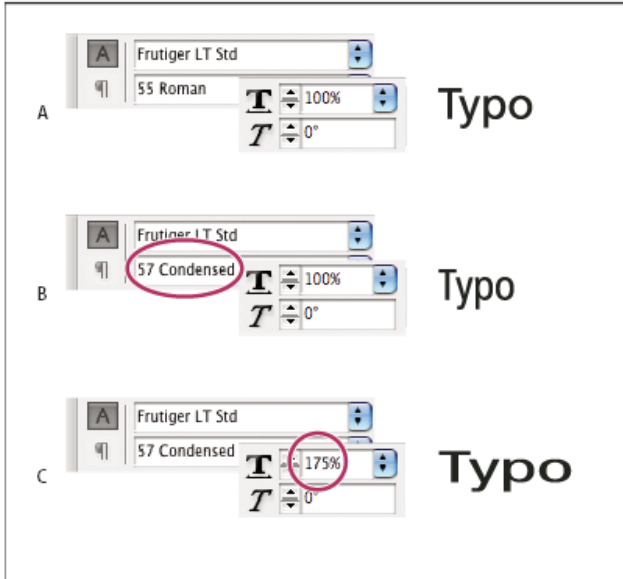 A
Frutiger LT Std
55 Roman
T 100%
T 0°
A Typo
B
A Frutiger LT Std
57 Condensed
T 100%
T 0°
Typo
C
A Frutiger LT Std
57 Condensed
T 175%
T 0°
Typo